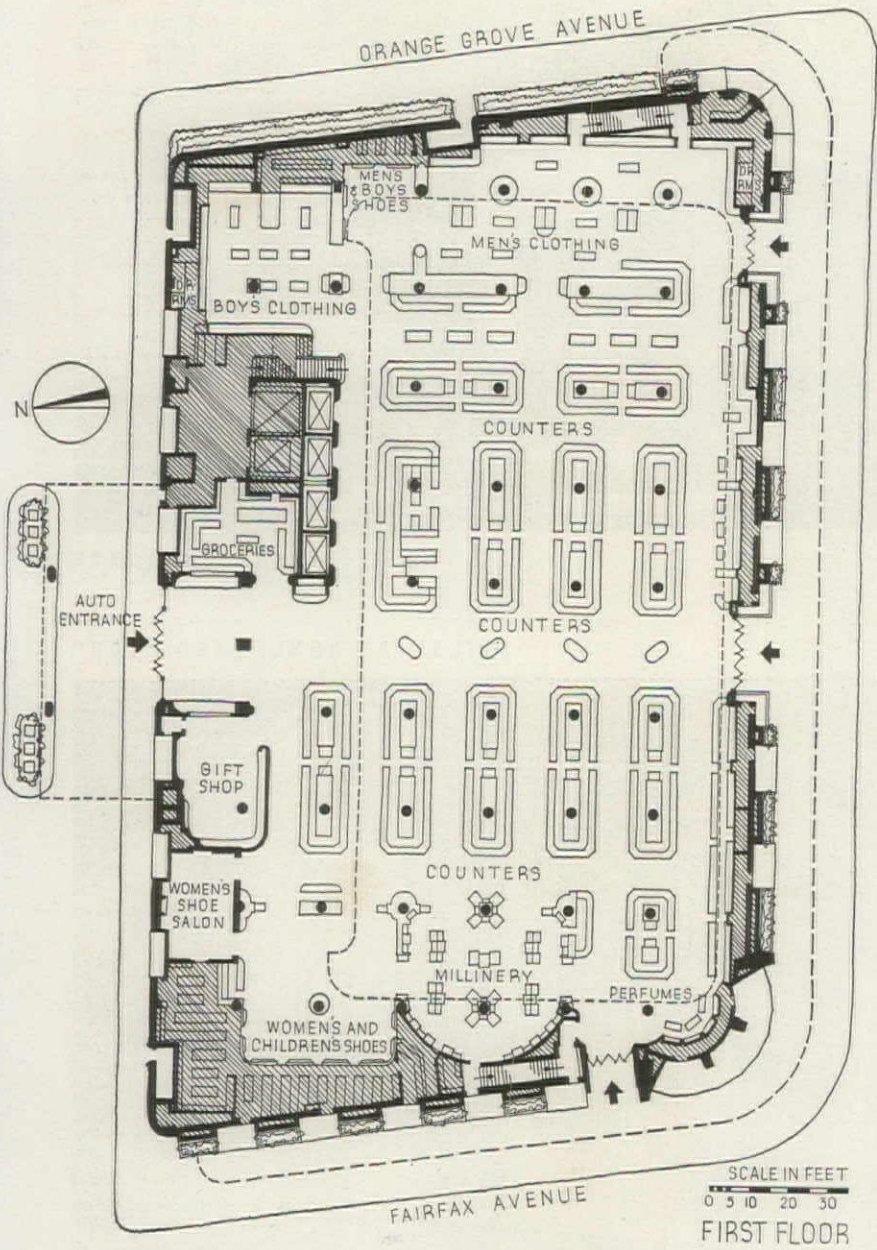 ORANGE GROVE AVENUE
MEN'S
& BOYS
SHOES
DR
RMS
MEN'S CLOTHING
DR
RMS
BOYS CLOTHING
N
COUNTERS
GROCERIES
AUTO
ENTRANCE
COUNTERS
GIFT
SHOP
COUNTERS
WOMEN'S
SHOE
SALON
MILLINERY
PERFUMES
WOMEN'S AND
CHILDREN'S SHOES
FAIRFAX AVENUE
SCALE IN FEET
0 5 10 20 30
FIRST FLOOR